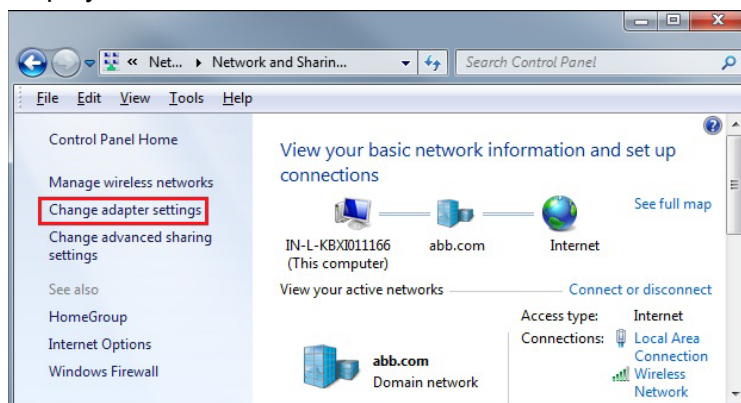 Net... Network and Sharin...
Search Control Panel
File Edit View Tools Help
Control Panel Home
Manage wireless networks
Change adapter settings
Change advanced sharing
settings
See also
HomeGroup
Internet Options
Windows Firewall
View your basic network information and set up
connections
See full map
IN-L-KBXI011166
(This computer)
abb.com
Internet
View your active networks
Connect or disconnect
abb.com
Domain network
Access type: Internet
Connections: Local Area
Connection
Wireless
Network